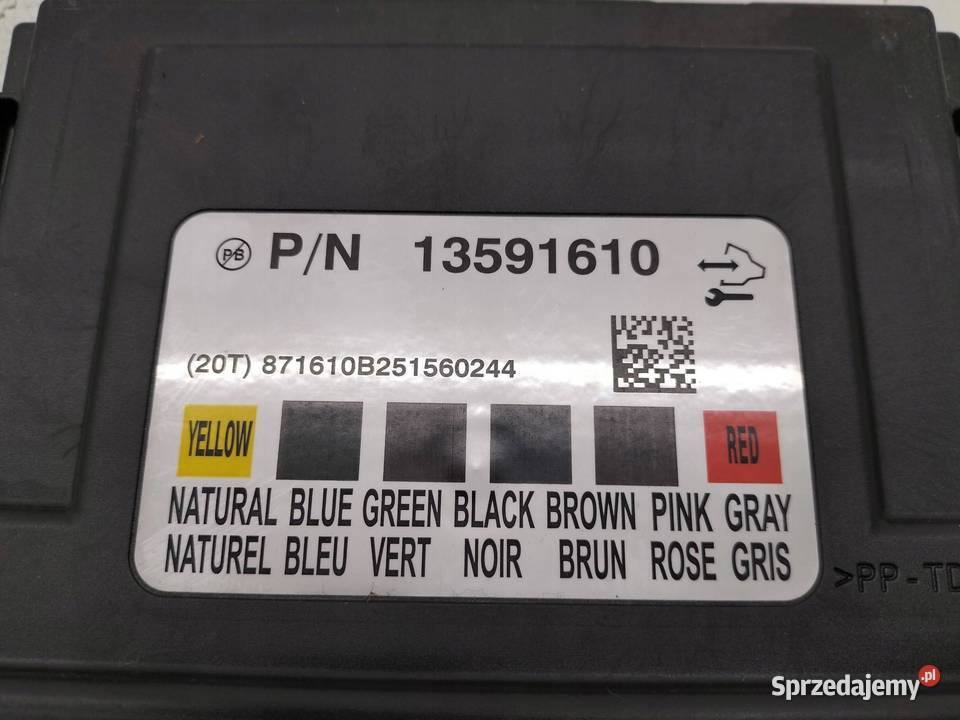 PB P/N 13591610
(20T) 871610B251560244
YELLOW RED
NATURAL BLUE GREEN BLACK BROWN PINK GRAY
NATUREL BLEU VERT NOIR BRUN ROSE GRIS
>PP-TD
Sprzedajemy.pl